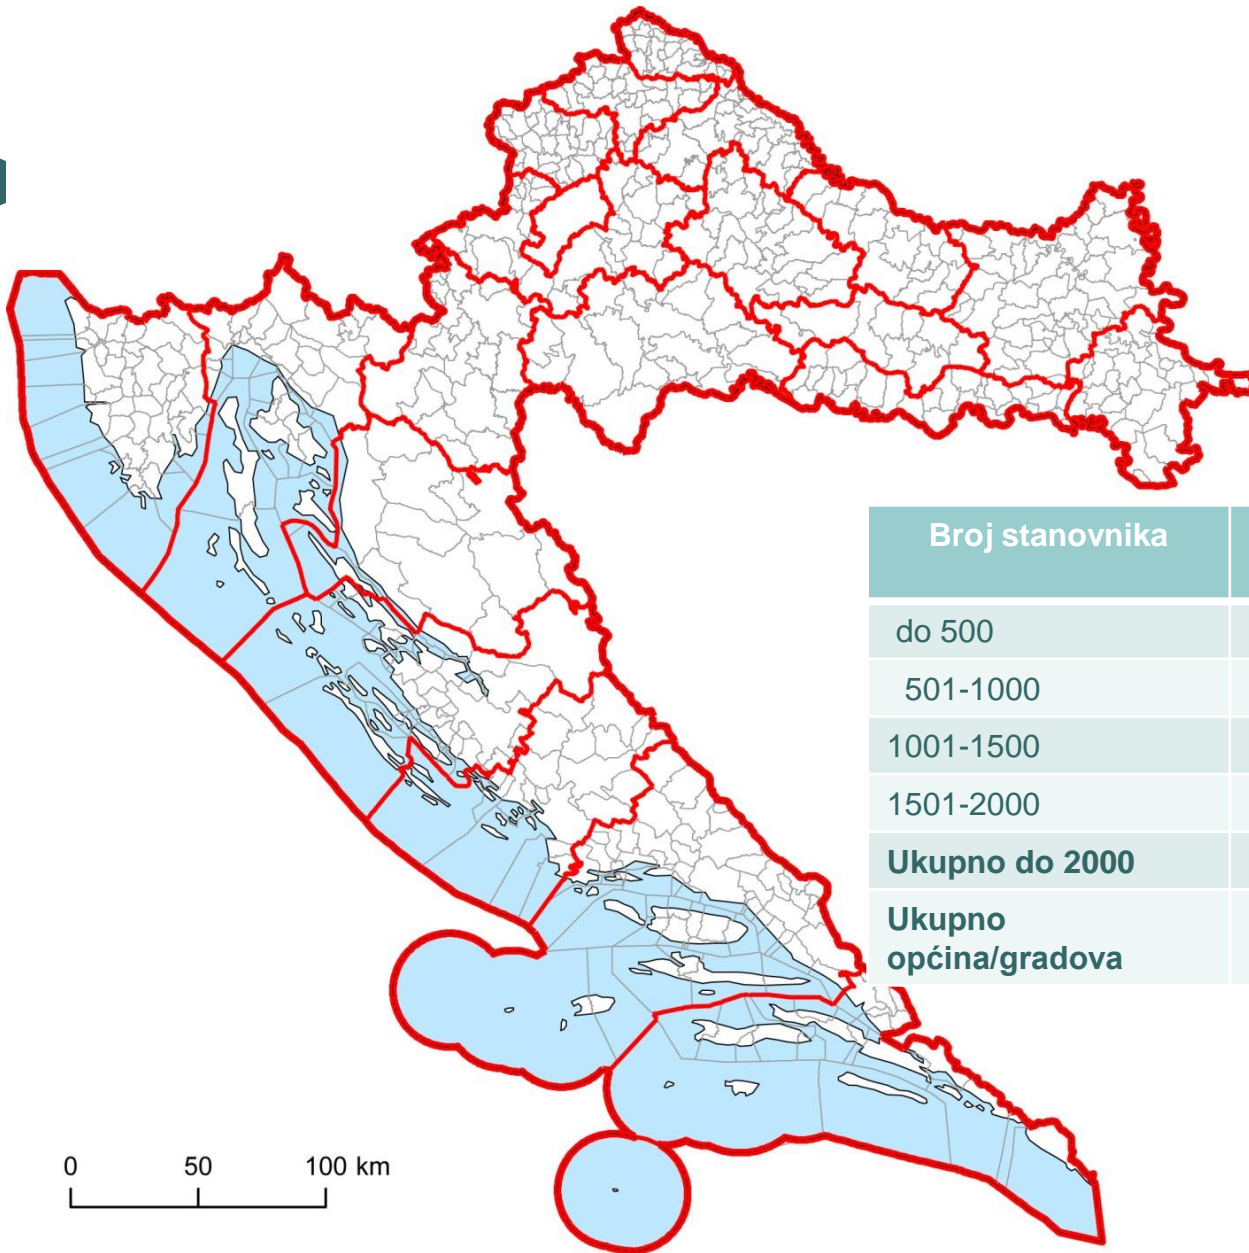 Broj stanovnika
do 500
501-1000
1001-1500
1501-2000
Ukupno do 2000
Ukupno
općina/gradova
0 50 100 km